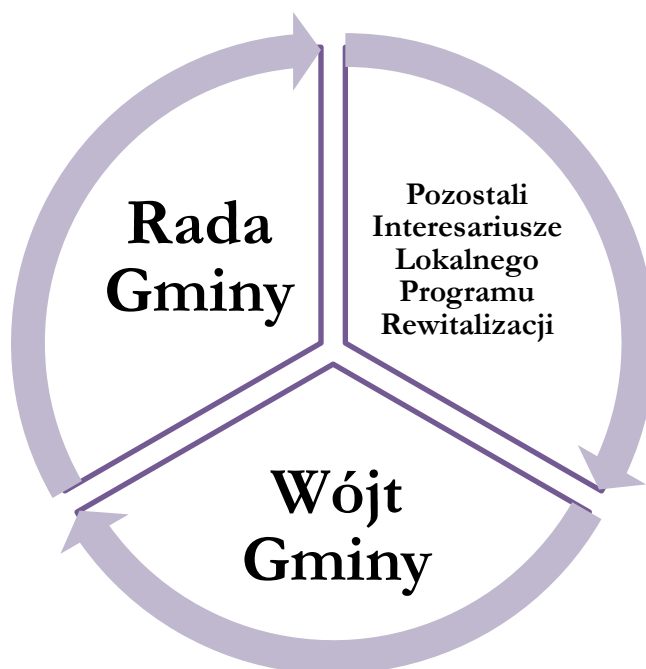 Rada
Gminy
Pozostali
Interesariusze
Lokalnego
Programu
Rewitalizacji
Wójt
Gminy